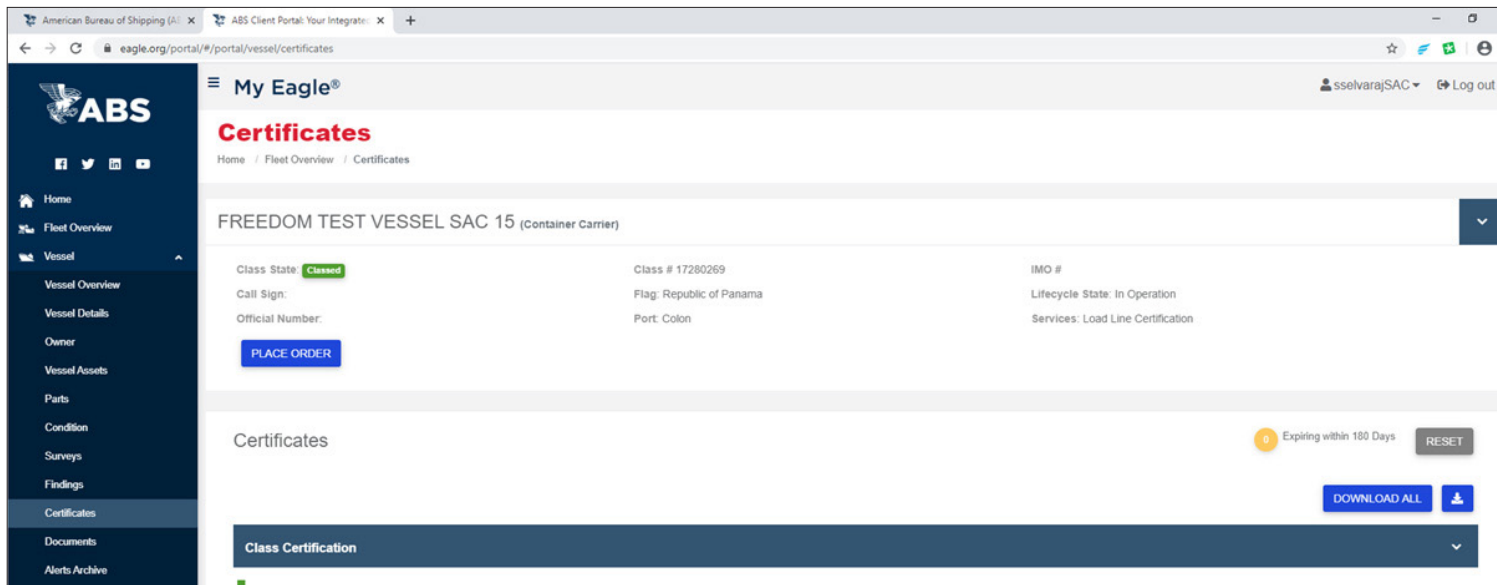 American Bureau of Shipping (A
ABS Client Portal: Your Integrate
eagle.org/portal/#/portal/vessel/certificates
ABS
My Eagle®
sselvarajSAC
Log out
Certificates
Home / Fleet Overview / Certificates
Home
Fleet Overview
Vessel
Vessel Overview
Vessel Details
Owner
Vessel Assets
Parts
Condition
Surveys
Findings
Certificates
Documents
Alerts Archive
FREEDOM TEST VESSEL SAC 15 (Container Carrier)
Class State: Classed
Class # 17280269
IMO #
Call Sign:
Flag: Republic of Panama
Lifecycle State: In Operation
Official Number:
Port: Colon
Services: Load Line Certification
PLACE ORDER
Certificates
0 Expiring within 180 Days
RESET
DOWNLOAD ALL
Class Certification